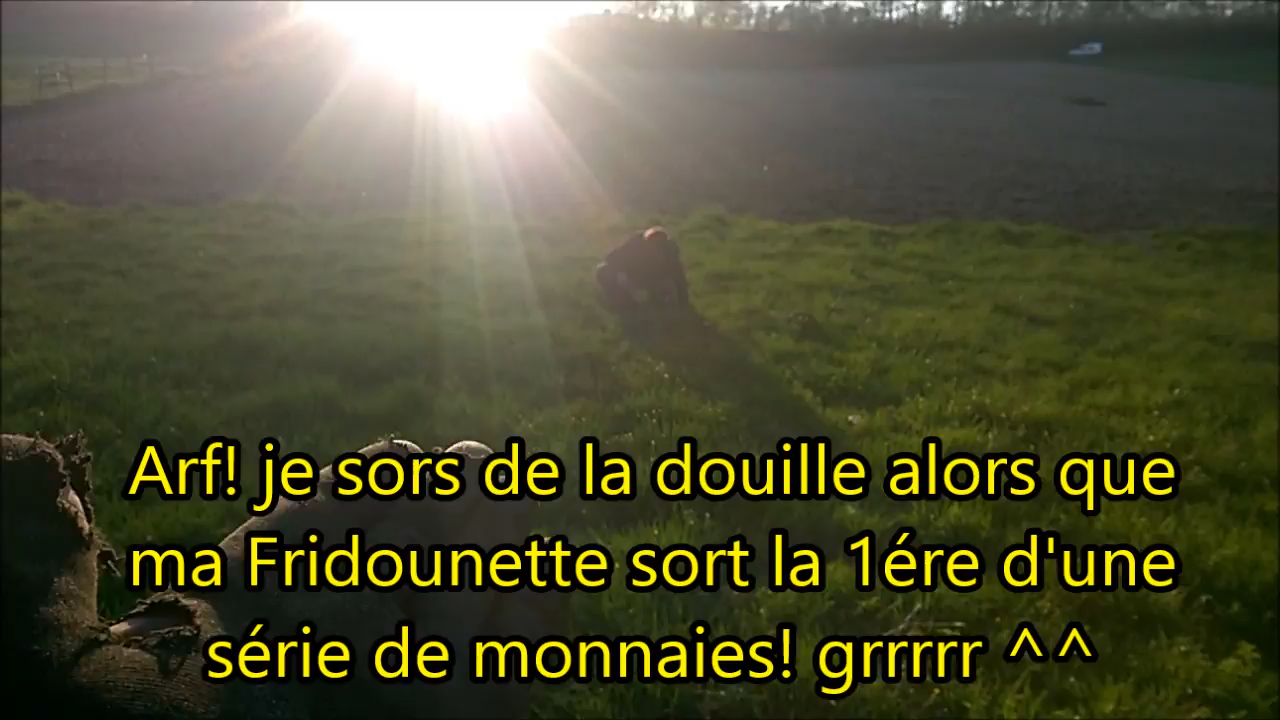 Arf! je sors de la douille alors que
ma Fridounette sort la 1ére d'une
série de monnaies! grrrrr ^^